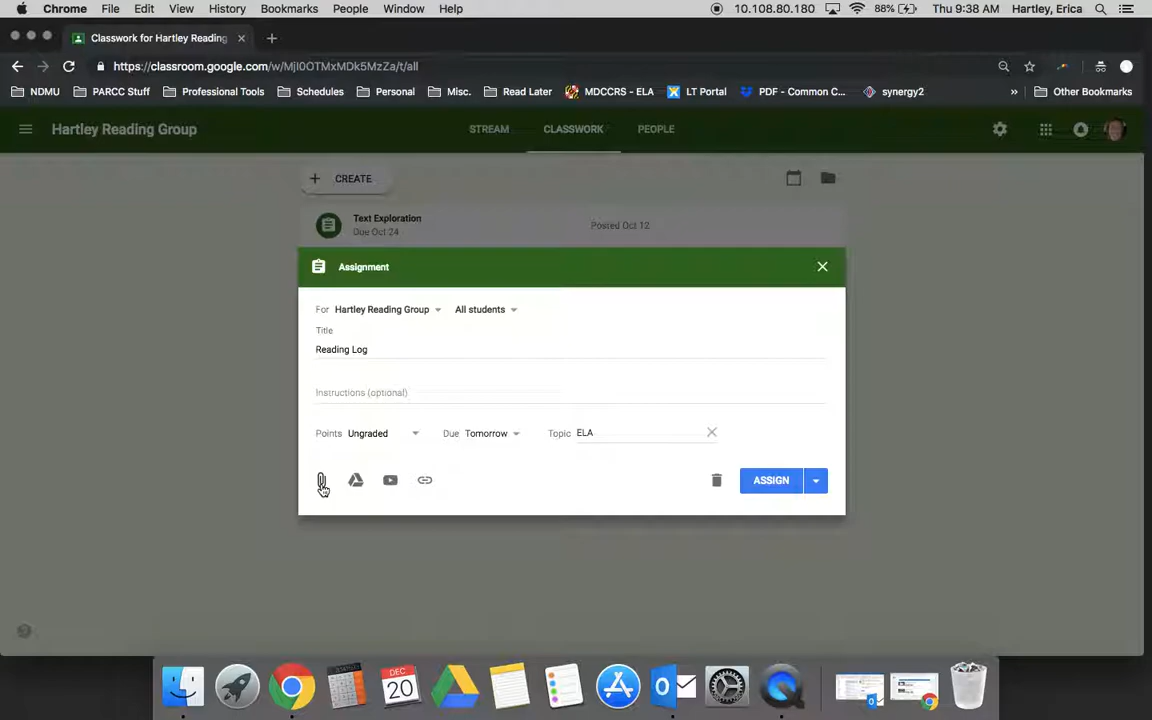 Chrome File Edit View History Bookmarks People Window Help 10.108.80.180 88% Thu 9:38 AM Hartley, Erica
Classwork for Hartley Reading
https://classroom.google.com/w/MjI0OTMxMDk5MzZa/t/all
NDMU PARCC Stuff Professional Tools Schedules Personal Misc. Read Later MDCCRS - ELA LT Portal PDF - Common C... synergy2 » Other Bookmarks
Hartley Reading Group STREAM CLASSWORK PEOPLE
+ CREATE
Text Exploration
Due Oct 24
Posted Oct 12
Assignment
For Hartley Reading Group All students
Title
Reading Log
Instructions (optional)
Points Ungraded Due Tomorrow Topic ELA
ASSIGN
DEC
20